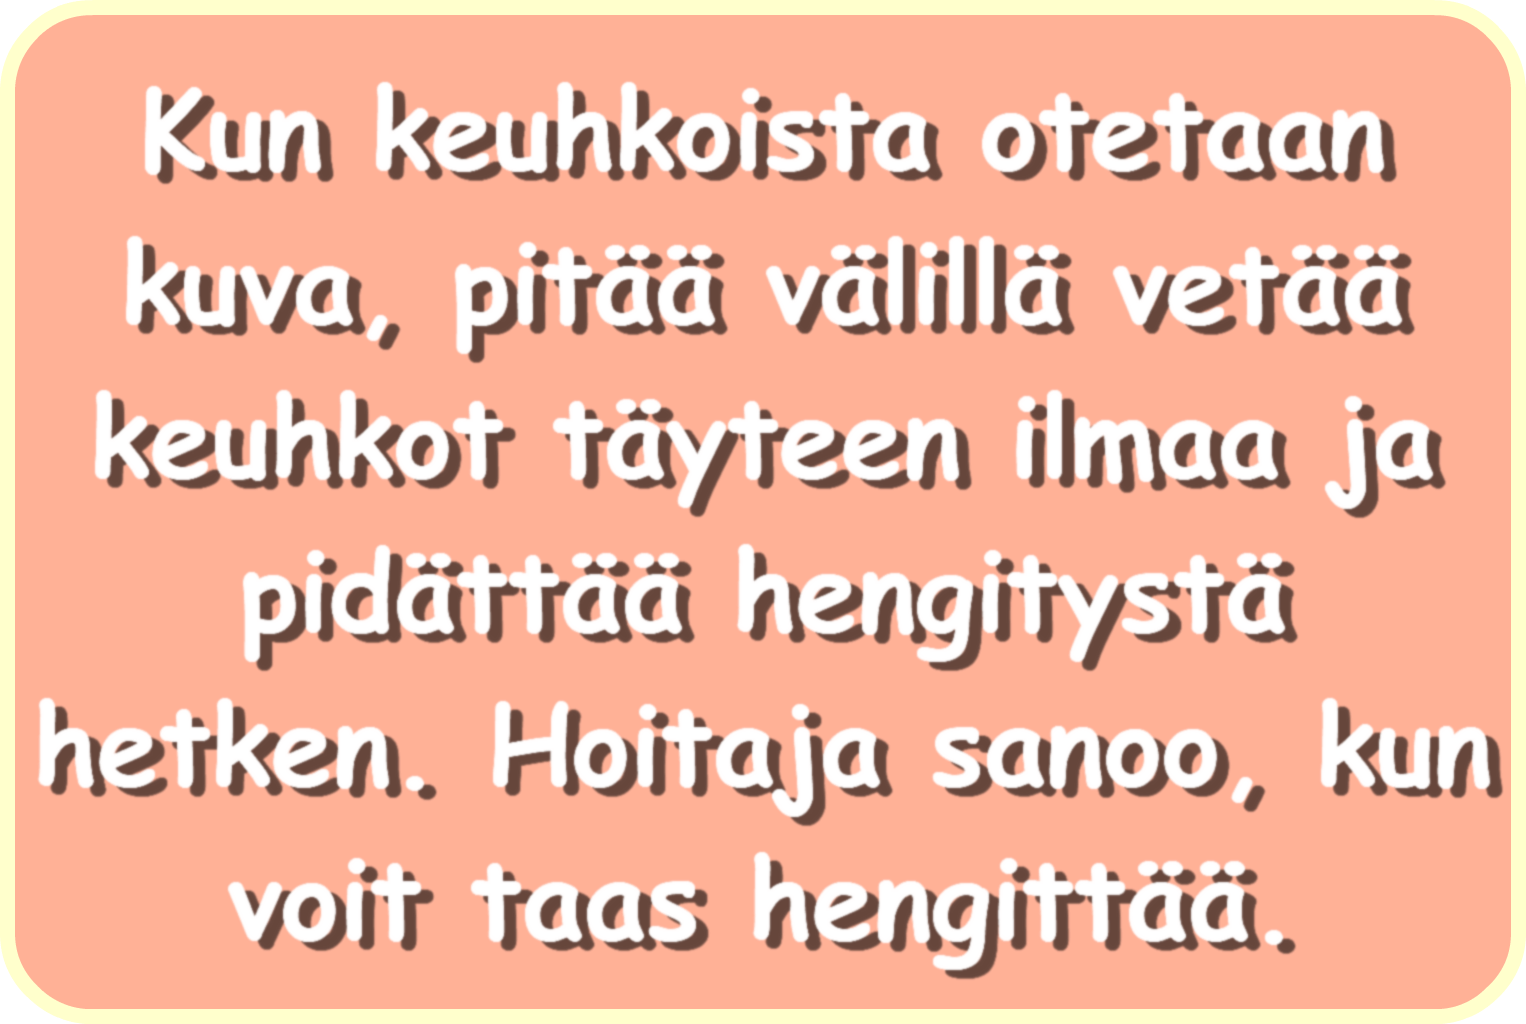 Kun keuhkoista otetaan
kuva, pitää välillä vetää
keuhkot täyteen ilmaa ja
pidättää hengitystä
hetken. Hoitaja sanoo, kun
voit taas hengittää.